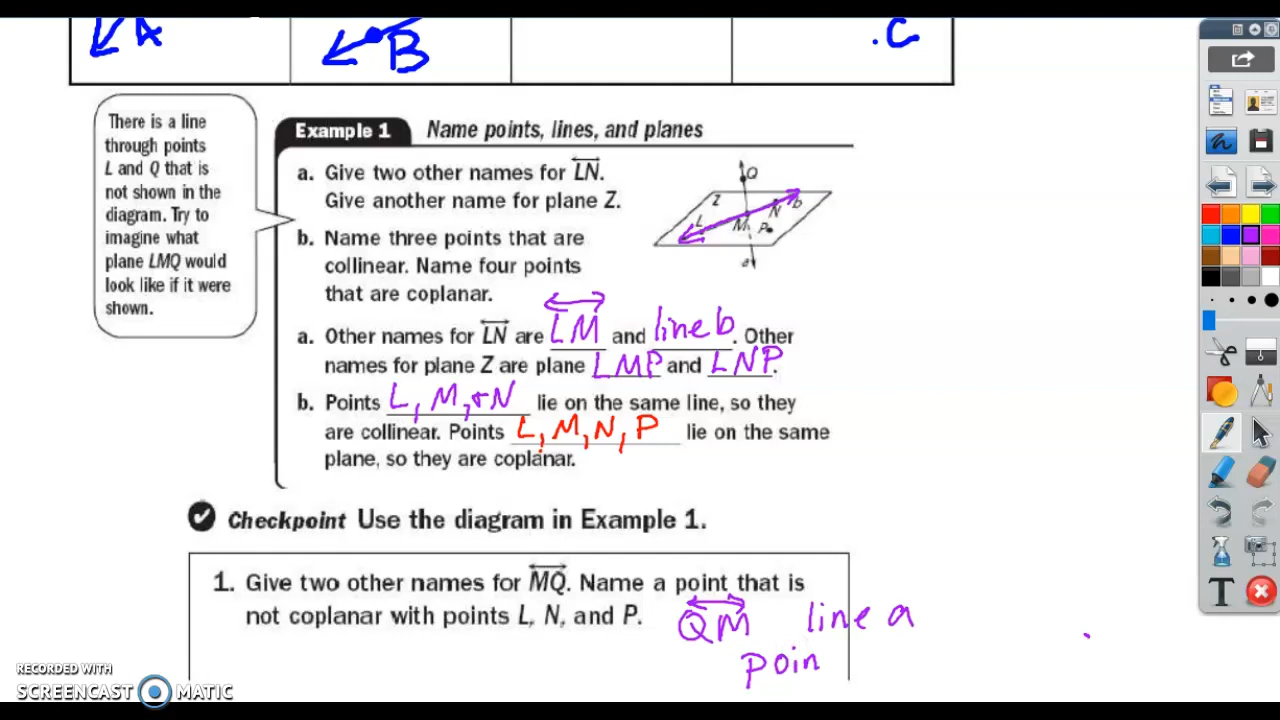 A
B
.C
There is a line
through points
L and Q that is
not shown in the
diagram. Try to
imagine what
plane LMQ would
look like if it were
shown.
Example 1 Name points, lines, and planes
a. Give two other names for LN.
Give another name for plane Z.
b. Name three points that are
collinear. Name four points
that are coplanar.
Q
Z
L
M
N
b
P
a
a. Other names for LN are LM and line b. Other
names for plane Z are plane LMP and LNP.
b. Points L, M, & N lie on the same line, so they
are collinear. Points L, M, N, P lie on the same
plane, so they are coplanar.
Checkpoint Use the diagram in Example 1.
1. Give two other names for MQ. Name a point that is
not coplanar with points L, N, and P.
QM line a
poin
RECORDED WITH
SCREENCAST MATIC
T